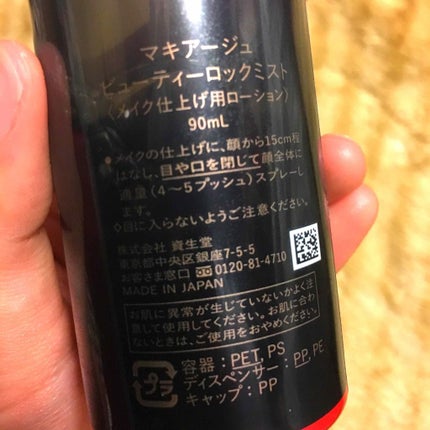 マキアージュ
ビューティーロックミスト
〈メイク仕上げ用ローション〉
90mL
●メイクの仕上げに、顔から15cm程
はなし、目や口を閉じて顔全体に
適量(4〜5プッシュ)スプレーし
ます。
◇目に入らないようご注意ください。
株式会社 資生堂
東京都中央区銀座7-5-5
お客さま窓口 0120-81-4710
MADE IN JAPAN
お肌に異常が生じていないかよく注
意して使用してください。お肌に合わ
ないときは、ご使用をおやめください。
プラ
容器：PET, PS
ディスペンサー：PP, PE
キャップ：PP